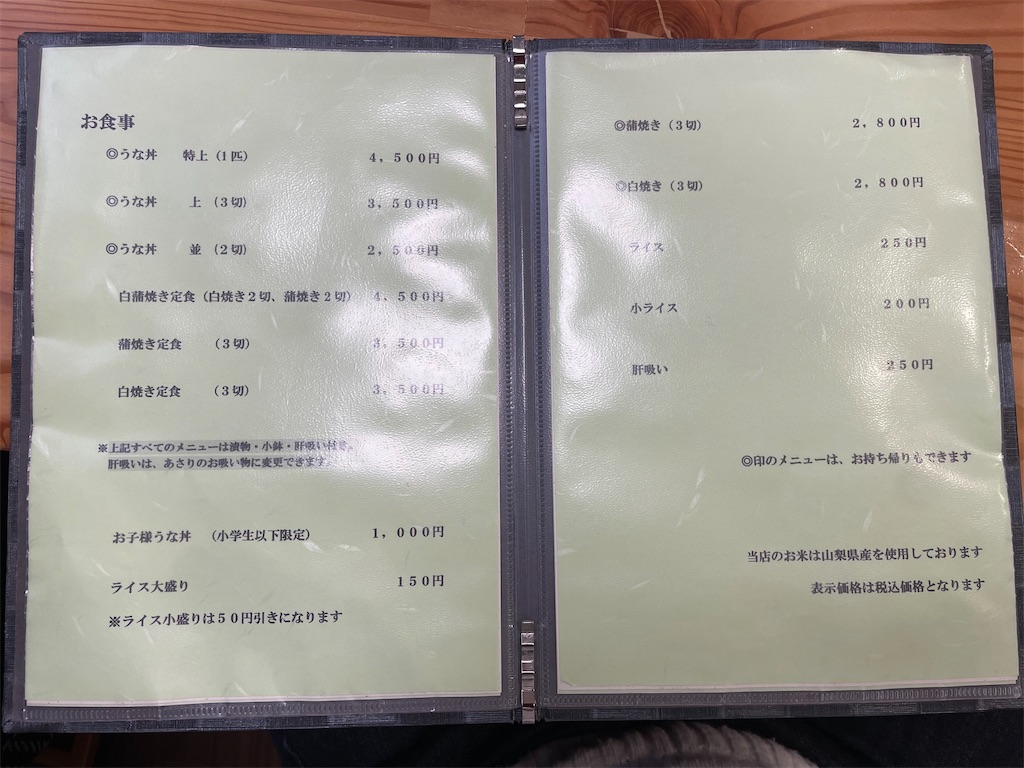 お食事
◎うな丼 特上（1匹） 4，500円
◎うな丼 上（3切） 3，500円
◎うな丼 並（2切） 2，500円
白蒲焼き定食（白焼き2切、蒲焼き2切） 4，500円
蒲焼き定食 （3切） 3，500円
白焼き定食 （3切） 3，500円
※上記すべてのメニューは漬物・小鉢・肝吸い付き。
肝吸いは、あさりのお吸い物に変更できます。
お子様うな丼 （小学生以下限定） 1，000円
ライス大盛り 150円
※ライス小盛りは50円引きになります
◎蒲焼き（3切） 2，800円
◎白焼き（3切） 2，800円
ライス 250円
小ライス 200円
肝吸い 250円
◎印のメニューは、お持ち帰りもできます
当店のお米は山梨県産を使用しております
表示価格は税込価格となります